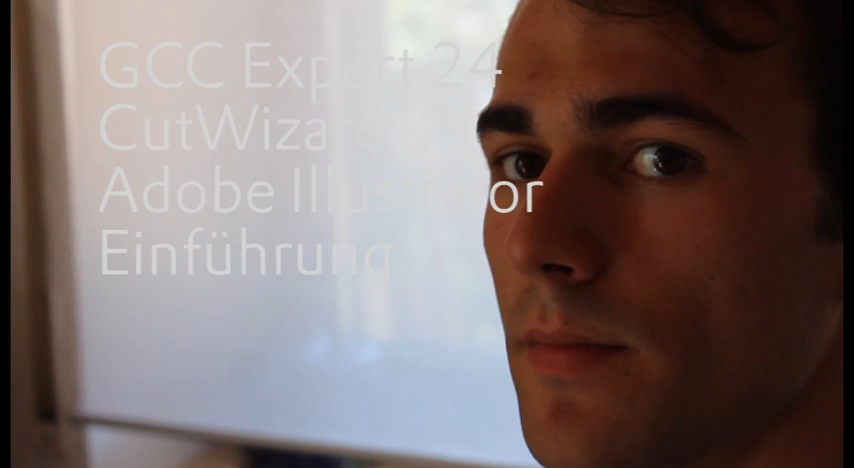 GCC Expert 24
CutWizard
Adobe Illustrator
Einführung